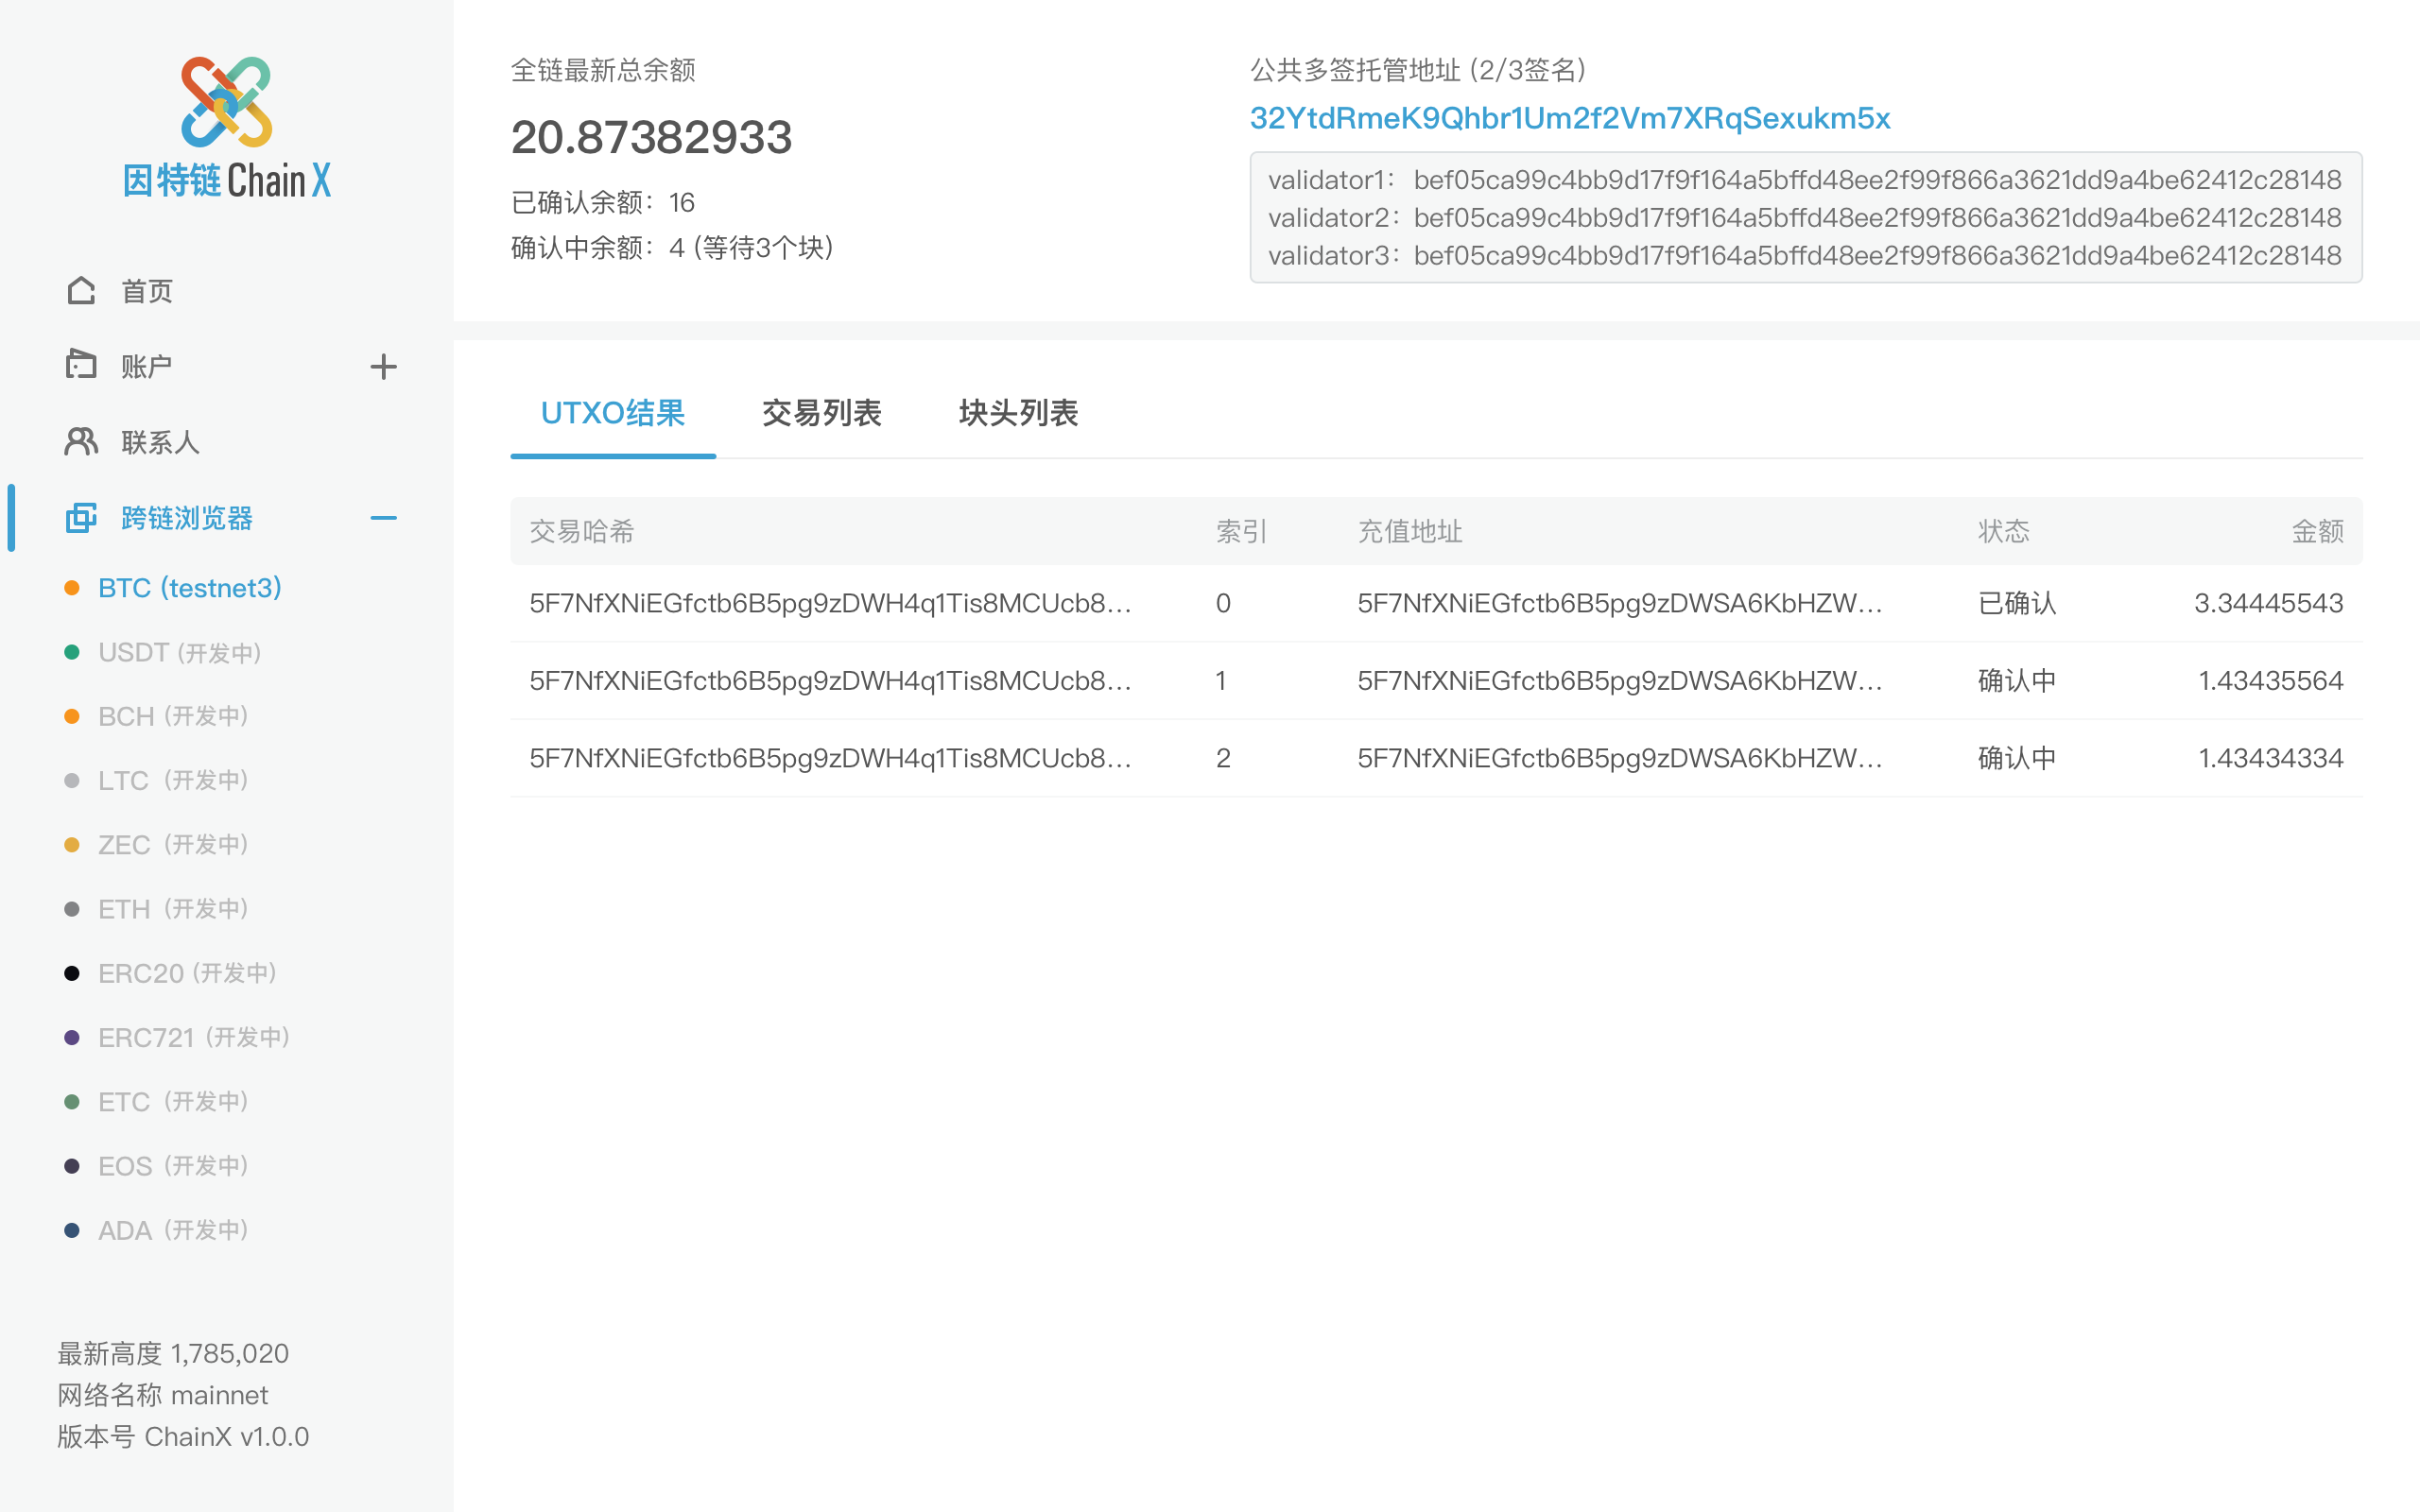 因特链 ChainX
首页
账户
联系人
跨链浏览器
BTC (testnet3)
USDT (开发中)
BCH (开发中)
LTC (开发中)
ZEC (开发中)
ETH (开发中)
ERC20 (开发中)
ERC721 (开发中)
ETC (开发中)
EOS (开发中)
ADA (开发中)
最新高度 1,785,020
网络名称 mainnet
版本号 ChainX v1.0.0
全链最新总余额
20.87382933
已确认余额：16
确认中余额：4 (等待3个块)
公共多签托管地址 (2/3签名)
32YtdRmeK9Qhbr1Um2f2Vm7XRqSexukm5x
validator1： bef05ca99c4bb9d17f9f164a5bffd48ee2f99f866a3621dd9a4be62412c28148
validator2：bef05ca99c4bb9d17f9f164a5bffd48ee2f99f866a3621dd9a4be62412c28148
validator3：bef05ca99c4bb9d17f9f164a5bffd48ee2f99f866a3621dd9a4be62412c28148
UTXO结果 交易列表 块头列表
交易哈希 索引 充值地址 状态 金额
5F7NfXNiEGfctb6B5pg9zDWH4q1Tis8MCUcb8... 0 5F7NfXNiEGfctb6B5pg9zDWSA6KbHZW... 已确认 3.34445543
5F7NfXNiEGfctb6B5pg9zDWH4q1Tis8MCUcb8... 1 5F7NfXNiEGfctb6B5pg9zDWSA6KbHZW... 确认中 1.43435564
5F7NfXNiEGfctb6B5pg9zDWH4q1Tis8MCUcb8... 2 5F7NfXNiEGfctb6B5pg9zDWSA6KbHZW... 确认中 1.43434334